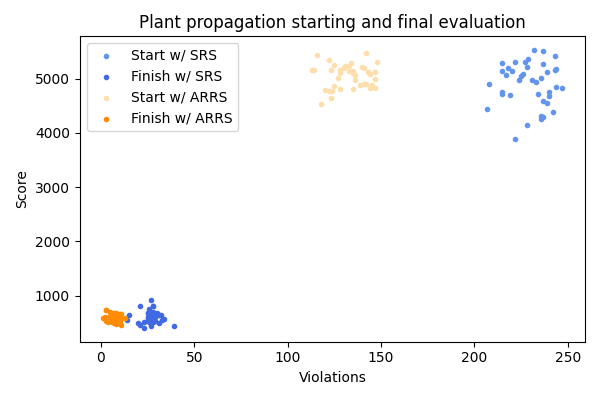 Plant propagation starting and final evaluation
Start w/ SRS
Finish w/ SRS
Start w/ ARRS
Finish w/ ARRS
Score
5000
4000
3000
2000
1000
0 50 100 150 200 250
Violations